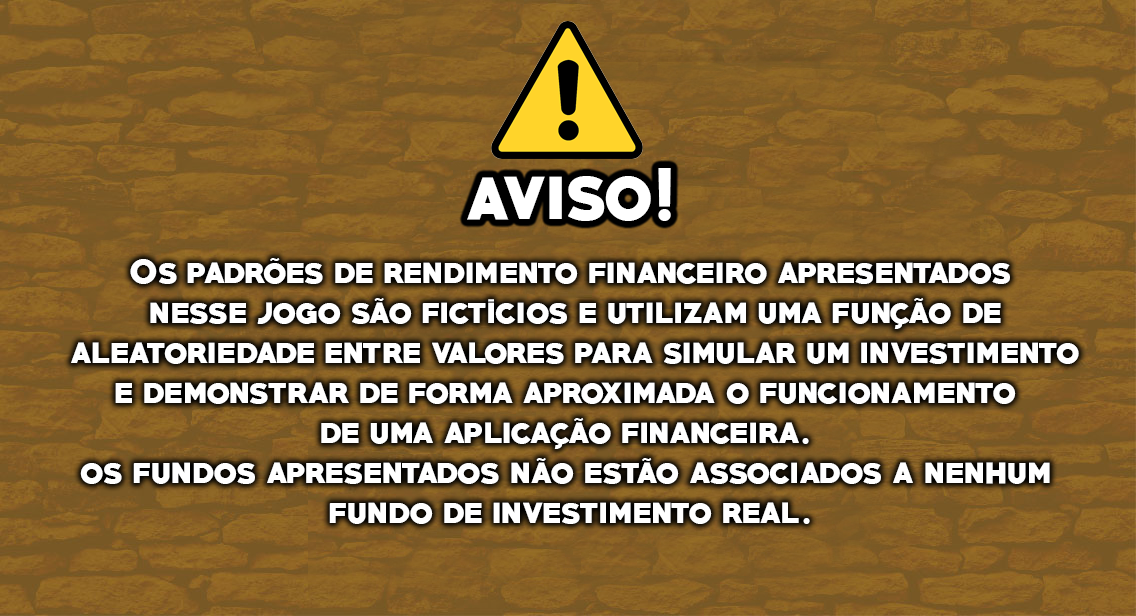 AVISO!
Os padrões de rendimento financeiro apresentados
nesse jogo são fictícios e utilizam uma função de
aleatoriedade entre valores para simular um investimento
e demonstrar de forma aproximada o funcionamento
de uma aplicação financeira.
os fundos apresentados não estão associados a nenhum
fundo de investimento real.